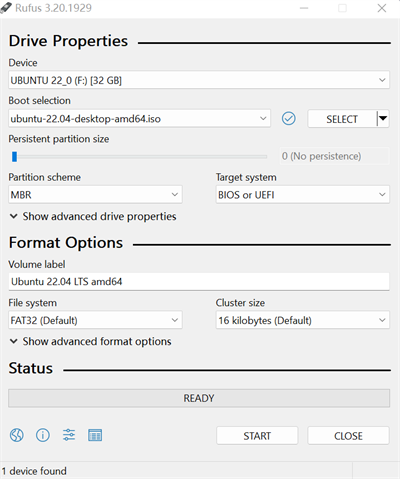 Rufus 3.20.1929
Drive Properties
Device
UBUNTU 22_0 (F:) [32 GB]
Boot selection
ubuntu-22.04-desktop-amd64.iso SELECT
Persistent partition size
0 (No persistence)
Partition scheme Target system
MBR BIOS or UEFI
Show advanced drive properties
Format Options
Volume label
Ubuntu 22.04 LTS amd64
File system Cluster size
FAT32 (Default) 16 kilobytes (Default)
Show advanced format options
Status
READY
START CLOSE
1 device found